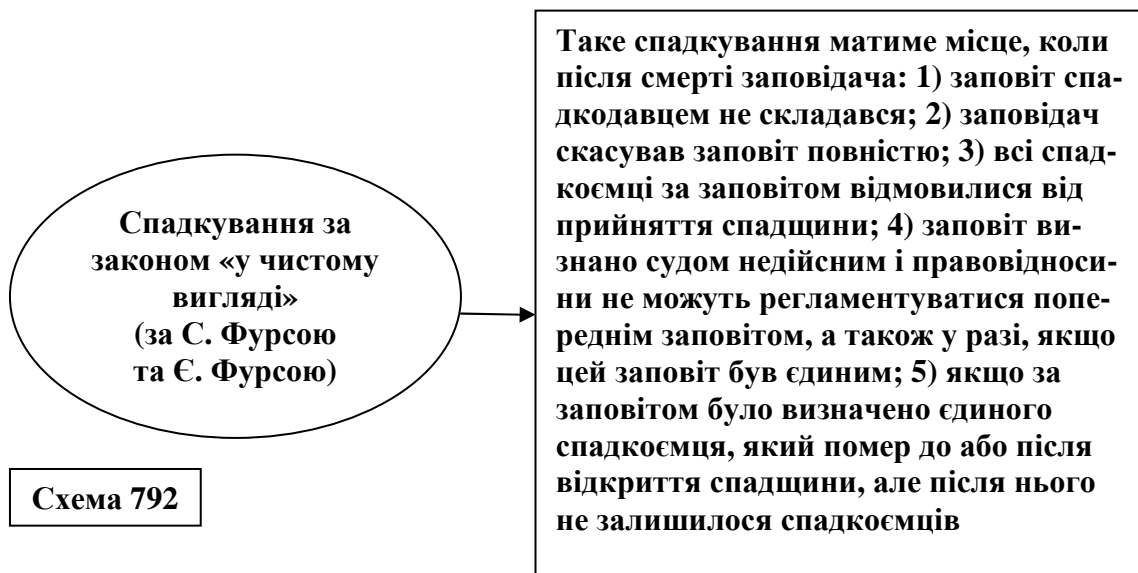 Спадкування за
законом «у чистому
вигляді»
(за С. Фурсою
та Є. Фурсою)
Таке спадкування матиме місце, коли
після смерті заповідача: 1) заповіт спа-
дкодавцем не складався; 2) заповідач
скасував заповіт повністю; 3) всі спад-
коємці за заповітом відмовилися від
прийняття спадщини; 4) заповіт ви-
знано судом недійсним і правовідноси-
ни не можуть регламентуватися попе-
реднім заповітом, а також у разі, якщо
цей заповіт був єдиним; 5) якщо за
заповітом було визначено єдиного
спадкоємця, який помер до або після
відкриття спадщини, але після нього
не залишилося спадкоємців
Схема 792